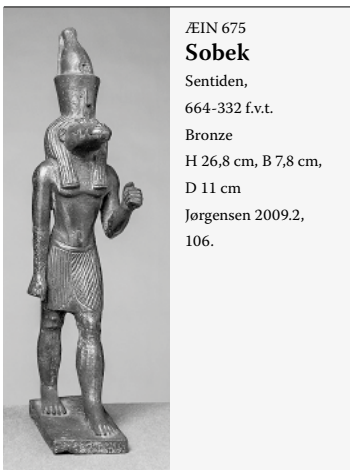 ÆIN 675
Sobek
Sentiden,
664-332 f.v.t.
Bronze
H 26,8 cm, B 7,8 cm,
D 11 cm
Jørgensen 2009.2,
106.